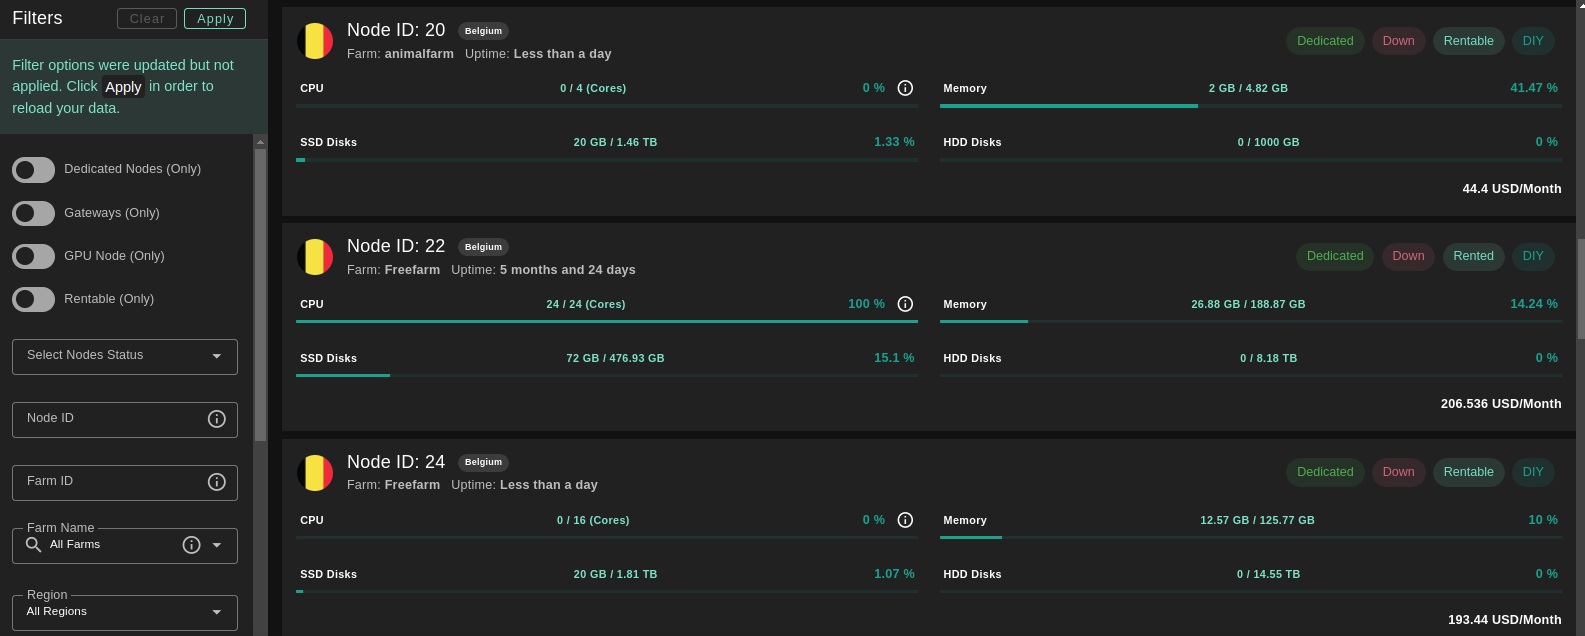 Filters
Clear
Apply
Filter options were updated but not
applied. Click Apply in order to
reload your data.
Dedicated Nodes (Only)
Gateways (Only)
GPU Node (Only)
Rentable (Only)
Select Nodes Status
Node ID
Farm ID
Farm Name
All Farms
Region
All Regions
Node ID: 20 Belgium
Farm: animalfarm Uptime: Less than a day
Dedicated Down Rentable DIY
CPU 0 / 4 (Cores) 0 %
Memory 2 GB / 4.82 GB 41.47 %
SSD Disks 20 GB / 1.46 TB 1.33 %
HDD Disks 0 / 1000 GB 0 %
44.4 USD/Month
Node ID: 22 Belgium
Farm: Freefarm Uptime: 5 months and 24 days
Dedicated Down Rented DIY
CPU 24 / 24 (Cores) 100 %
Memory 26.88 GB / 188.87 GB 14.24 %
SSD Disks 72 GB / 476.93 GB 15.1 %
HDD Disks 0 / 8.18 TB 0 %
206.536 USD/Month
Node ID: 24 Belgium
Farm: Freefarm Uptime: Less than a day
Dedicated Down Rentable DIY
CPU 0 / 16 (Cores) 0 %
Memory 12.57 GB / 125.77 GB 10 %
SSD Disks 20 GB / 1.81 TB 1.07 %
HDD Disks 0 / 14.55 TB 0 %
193.44 USD/Month